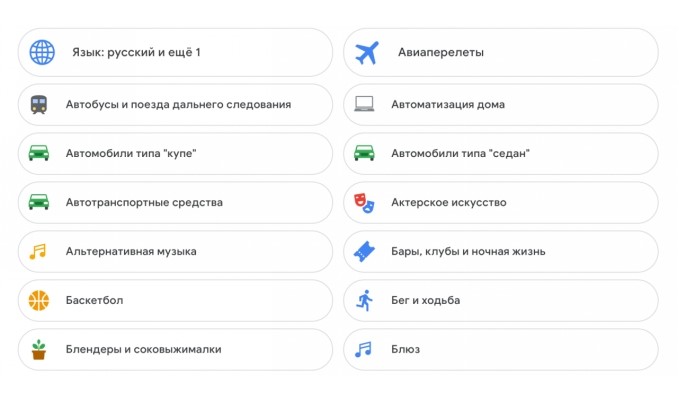 Язык: русский и ещё 1
Авиаперелеты
Автобусы и поезда дальнего следования
Автоматизация дома
Автомобили типа "купе"
Автомобили типа "седан"
Автотранспортные средства
Актерское искусство
Альтернативная музыка
Бары, клубы и ночная жизнь
Баскетбол
Бег и ходьба
Блендеры и соковыжималки
Блюз